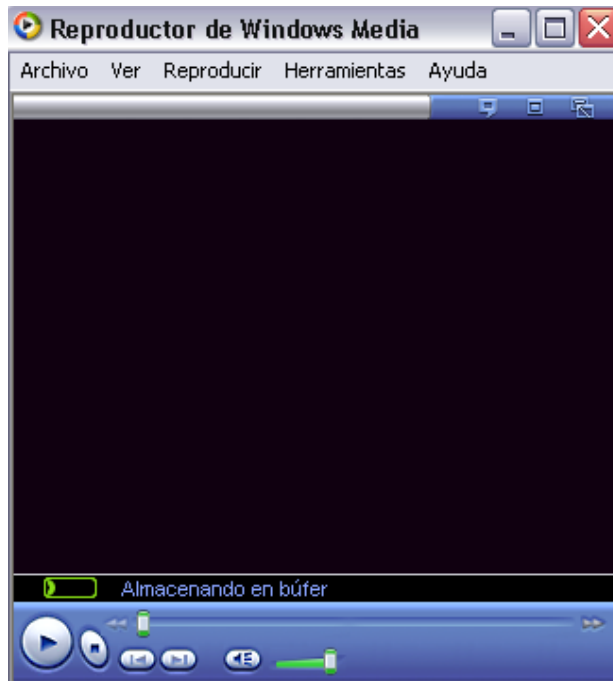 Reproductor de Windows Media
Archivo Ver Reproducir Herramientas Ayuda
Almacenando en búfer